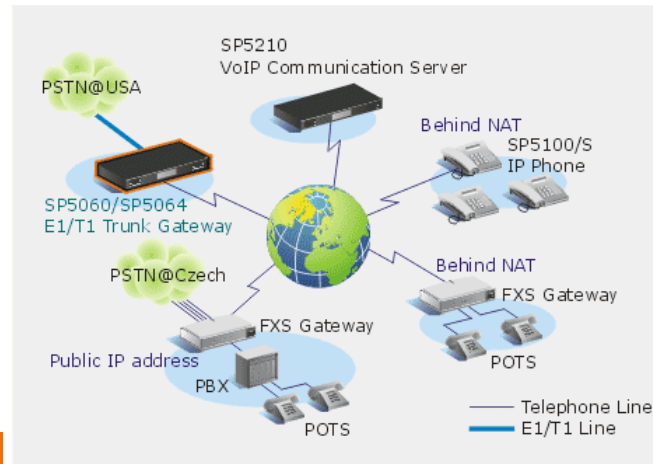 SP5210
VoIP Communication Server
PSTN@USA
Behind NAT
SP5100/S
IP Phone
SP5060/SP5064
E1/T1 Trunk Gateway
PSTN@Czech
Behind NAT
FXS Gateway
FXS Gateway
Public IP address
PBX
POTS
POTS
Telephone Line
E1/T1 Line